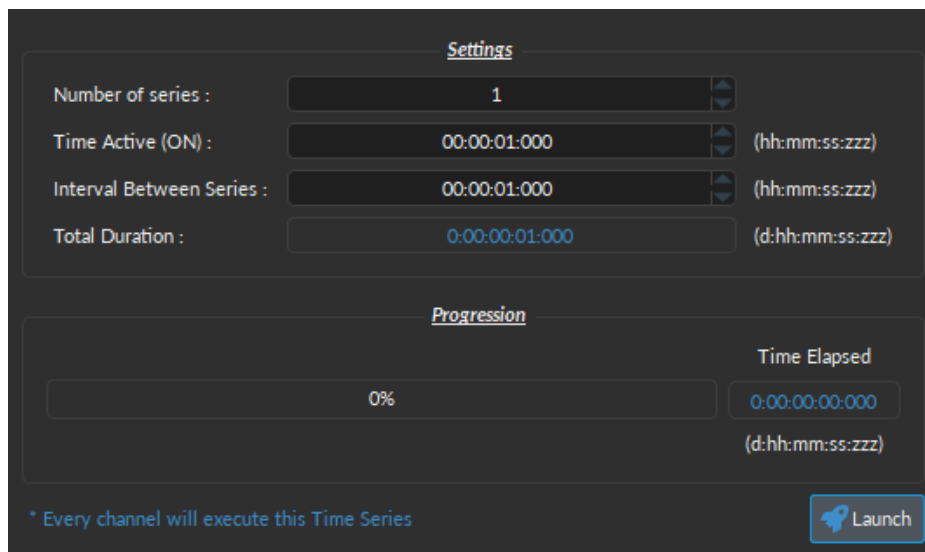 Settings
Number of series : 1
Time Active (ON) : 00:00:01:000 (hh:mm:ss:zzz)
Interval Between Series : 00:00:01:000 (hh:mm:ss:zzz)
Total Duration : 0:00:00:01:000 (d:hh:mm:ss:zzz)
Progression
Time Elapsed
0% 0:00:00:00:000
(d:hh:mm:ss:zzz)
* Every channel will execute this Time Series Launch